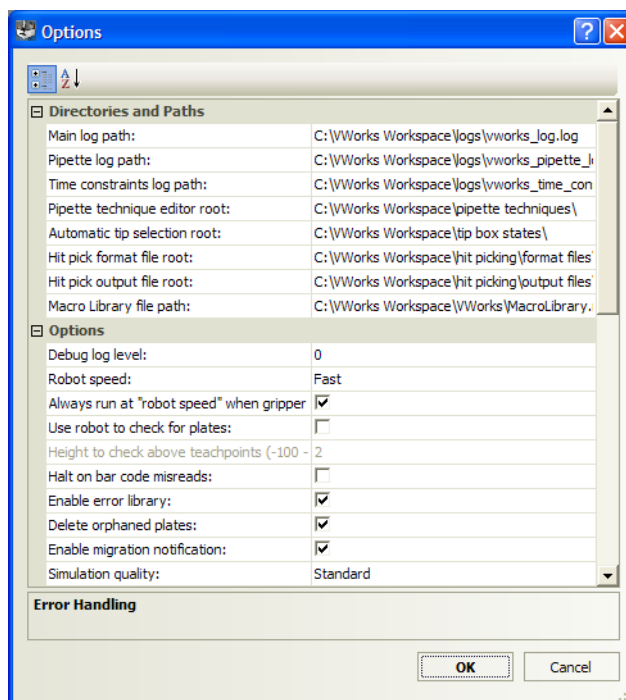 Options
Directories and Paths
Main log path: C:\VWorks Workspace\logs\vworks_log.log
Pipette log path: C:\VWorks Workspace\logs\vworks_pipette_l
Time constraints log path: C:\VWorks Workspace\logs\vworks_time_con
Pipette technique editor root: C:\VWorks Workspace\pipette techniques\
Automatic tip selection root: C:\VWorks Workspace\tip box states\
Hit pick format file root: C:\VWorks Workspace\hit picking\format files
Hit pick output file root: C:\VWorks Workspace\hit picking\output files
Macro Library file path: C:\VWorks Workspace\VWorks\MacroLibrary.
Options
Debug log level: 0
Robot speed: Fast
Always run at "robot speed" when gripper
Use robot to check for plates:
Height to check above teachpoints (-100 - 2
Halt on bar code misreads:
Enable error library:
Delete orphaned plates:
Enable migration notification:
Simulation quality: Standard
Error Handling
OK Cancel